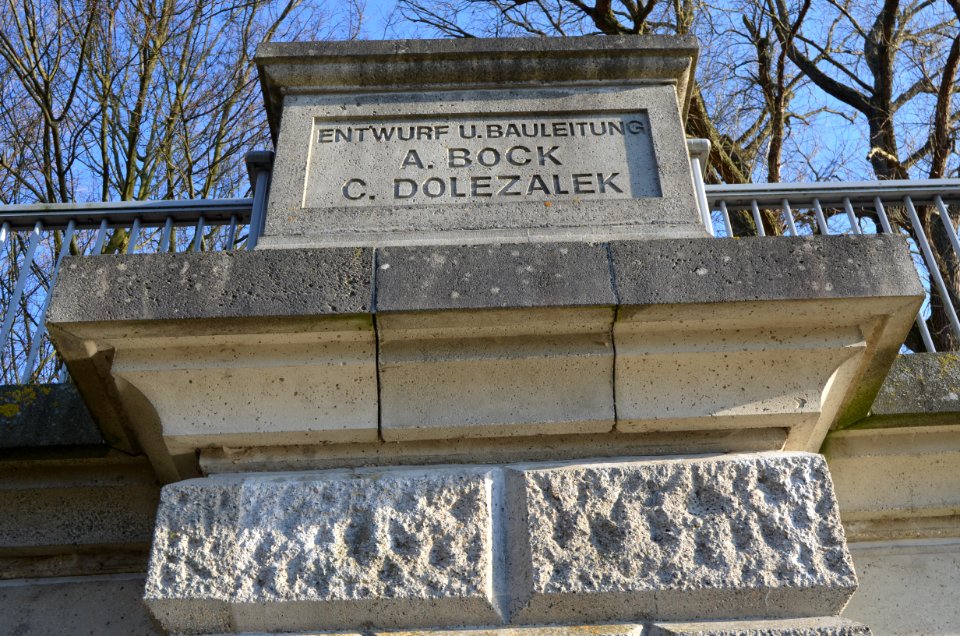 ENTWURF U. BAULEITUNG
A. BOCK
C. DOLEZALEK